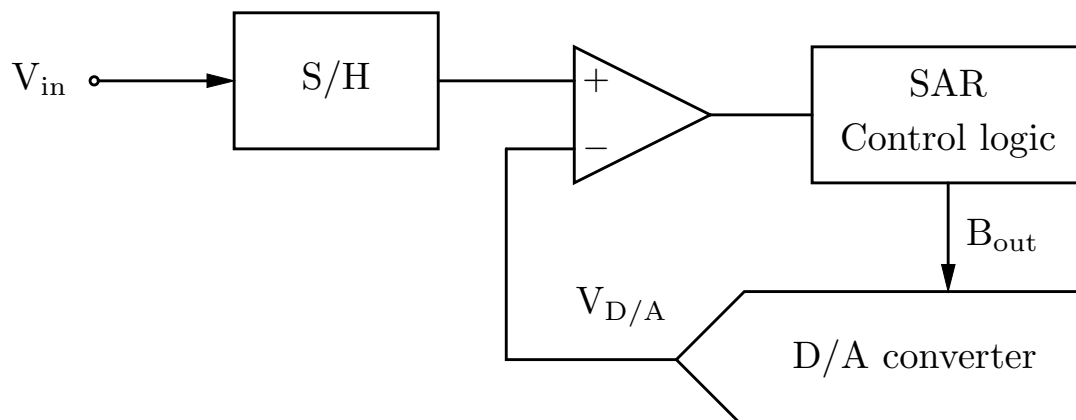 V_in
S/H
+
−
SAR
Control logic
B_out
V_D/A
D/A converter